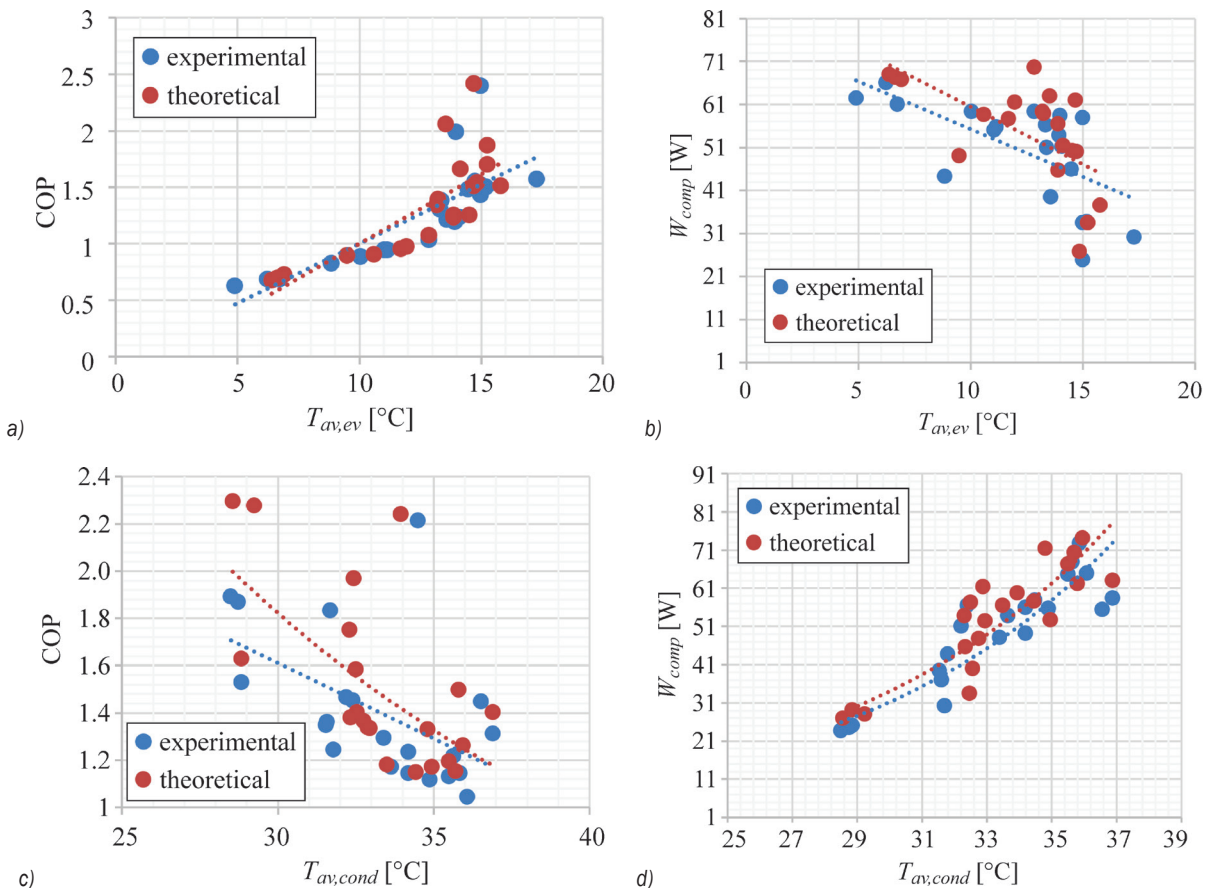 3
2.5
2
1.5
1
0.5
0
COP
experimental
theoretical
0 5 10 15 20
T_av,ev [°C]
a)
81
71
61
51
41
31
21
11
1
W_comp [W]
experimental
theoretical
0 5 10 15 20
T_av,ev [°C]
b)
2.4
2.2
2.0
1.8
1.6
1.4
1.2
1
COP
experimental
theoretical
25 30 35 40
T_av,cond [°C]
c)
91
81
71
61
51
41
31
21
11
1
W_comp [W]
experimental
theoretical
25 27 29 31 33 35 37 39
T_av,cond [°C]
d)